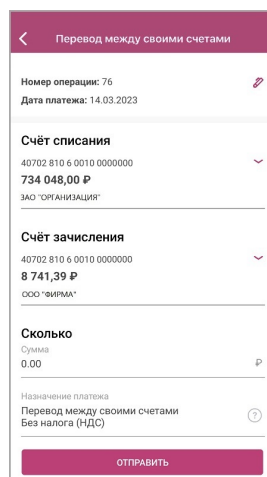 Перевод между своими счетами
Номер операции: 76
Дата платежа: 14.03.2023
Счёт списания
40702 810 6 0010 0000000
734 048,00 ₽
ЗАО "ОРГАНИЗАЦИЯ"
Счёт зачисления
40702 810 6 0010 0000000
8 741,39 ₽
ООО "ФИРМА"
Сколько
Сумма
0.00 ₽
Назначение платежа
Перевод между своими счетами
Без налога (НДС)
?
ОТПРАВИТЬ